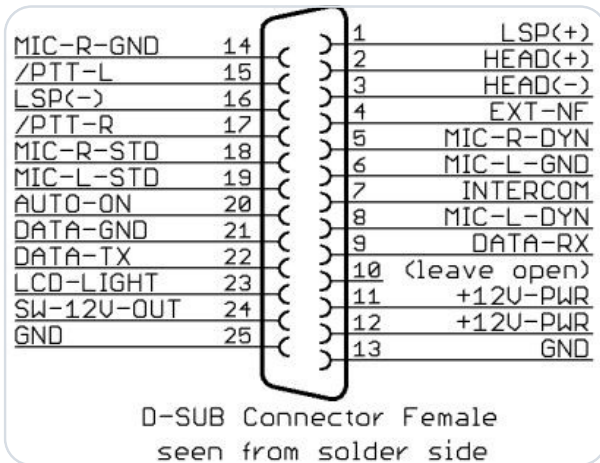 1 LSP(+)
MIC-R-GND 14
2 HEAD(+)
/PTT-L 15
3 HEAD(-)
LSP(-) 16
4 EXT-NF
/PTT-R 17
5 MIC-R-DYN
MIC-R-STD 18
6 MIC-L-GND
MIC-L-STD 19
7 INTERCOM
AUTO-ON 20
8 MIC-L-DYN
DATA-GND 21
9 DATA-RX
DATA-TX 22
10 (leave open)
LCD-LIGHT 23
11 +12V-PWR
SW-12V-OUT 24
12 +12V-PWR
GND 25
13 GND
D-SUB Connector Female
seen from solder side